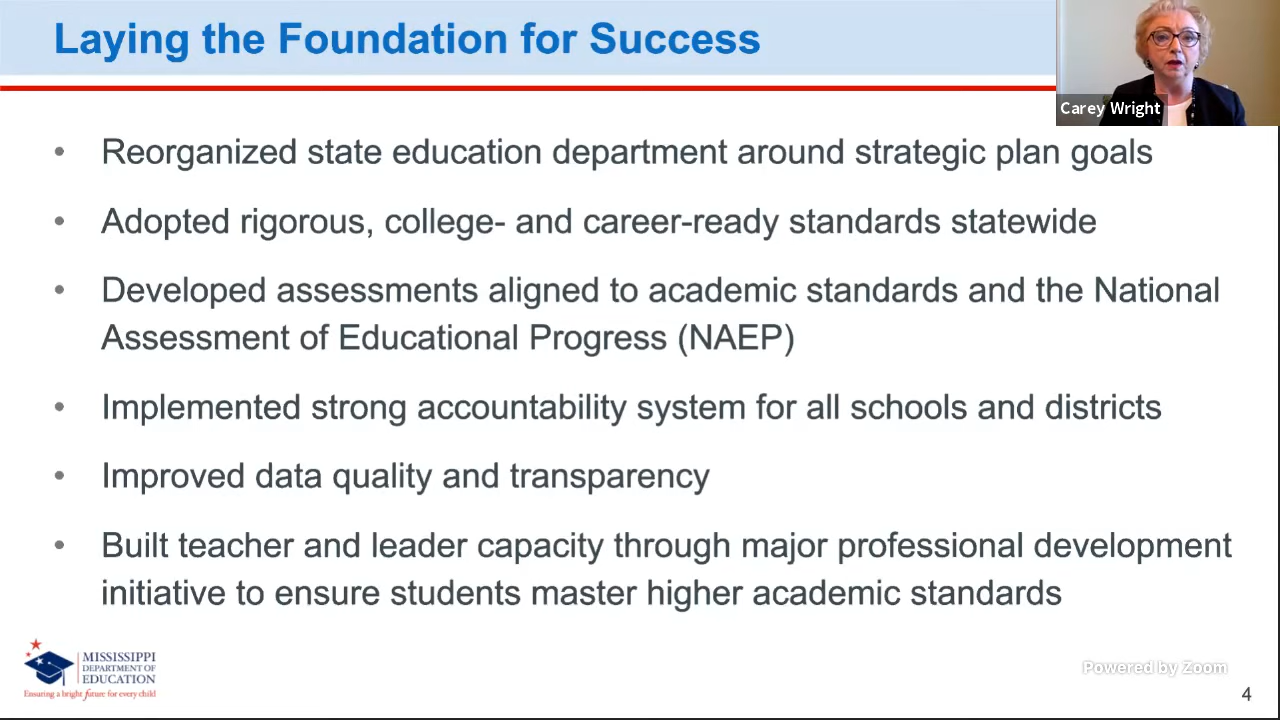 Laying the Foundation for Success
Carey Wright
• Reorganized state education department around strategic plan goals
• Adopted rigorous, college- and career-ready standards statewide
• Developed assessments aligned to academic standards and the National
Assessment of Educational Progress (NAEP)
• Implemented strong accountability system for all schools and districts
• Improved data quality and transparency
• Built teacher and leader capacity through major professional development
initiative to ensure students master higher academic standards
MISSISSIPPI
DEPARTMENT OF
EDUCATION
Ensuring a bright future for every child
Powered by Zoom
4